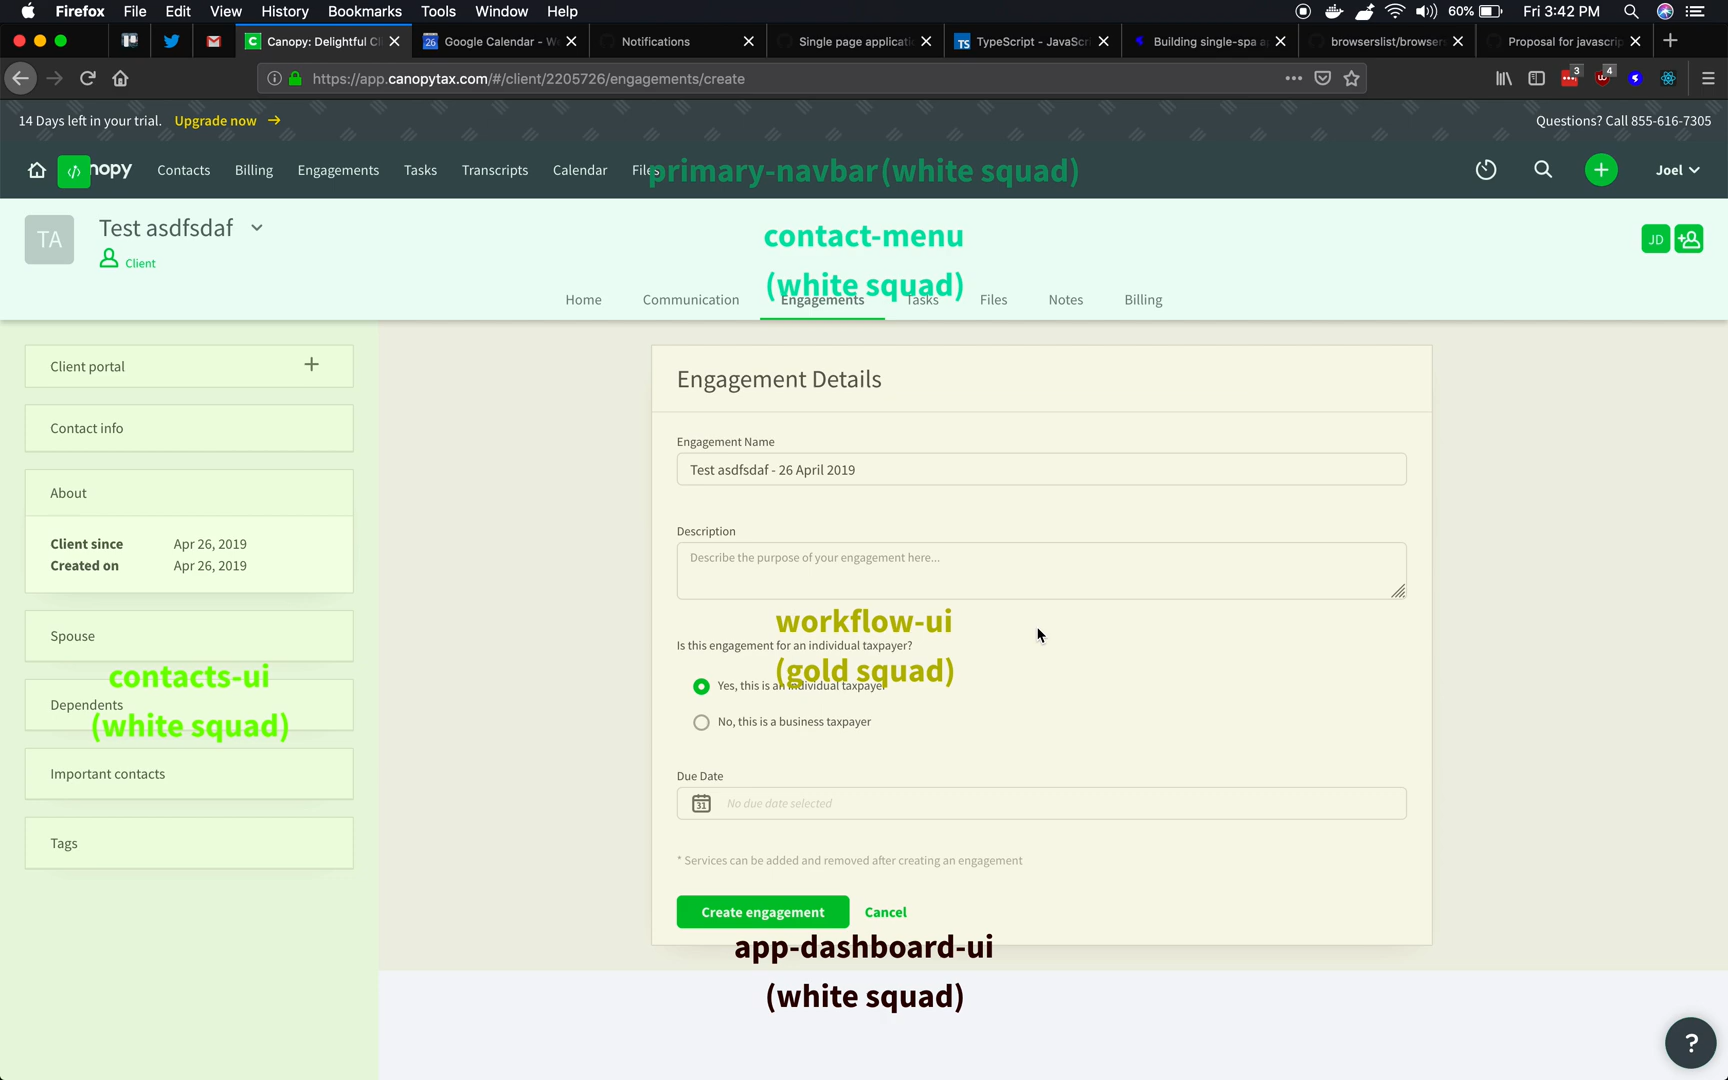 Firefox File Edit View History Bookmarks Tools Window Help 60% Fri 3:42 PM
Canopy: Delightful Cl 26 Google Calendar - W Notifications Single page applicati TS TypeScript - JavaScr Building single-spa a browserslist/browser Proposal for javascrip
https://app.canopytax.com/#/client/2205726/engagements/create 3 4
14 Days left in your trial. Upgrade now → Questions? Call 855-616-7305
nopy Contacts Billing Engagements Tasks Transcripts Calendar Files Joel
primary-navbar (white squad)
TA Test asdfsdaf
Client
JD
contact-menu
(white squad)
Home Communication Engagements Tasks Files Notes Billing
Client portal +
Contact info
About
Client since Apr 26, 2019
Created on Apr 26, 2019
Spouse
Dependents
Important contacts
Tags
contacts-ui
(white squad)
Engagement Details
Engagement Name
Test asdfsdaf - 26 April 2019
Description
Describe the purpose of your engagement here...
workflow-ui
(gold squad)
Is this engagement for an individual taxpayer?
Yes, this is an individual taxpayer
No, this is a business taxpayer
Due Date
31 No due date selected
* Services can be added and removed after creating an engagement
Create engagement Cancel
app-dashboard-ui
(white squad)
?